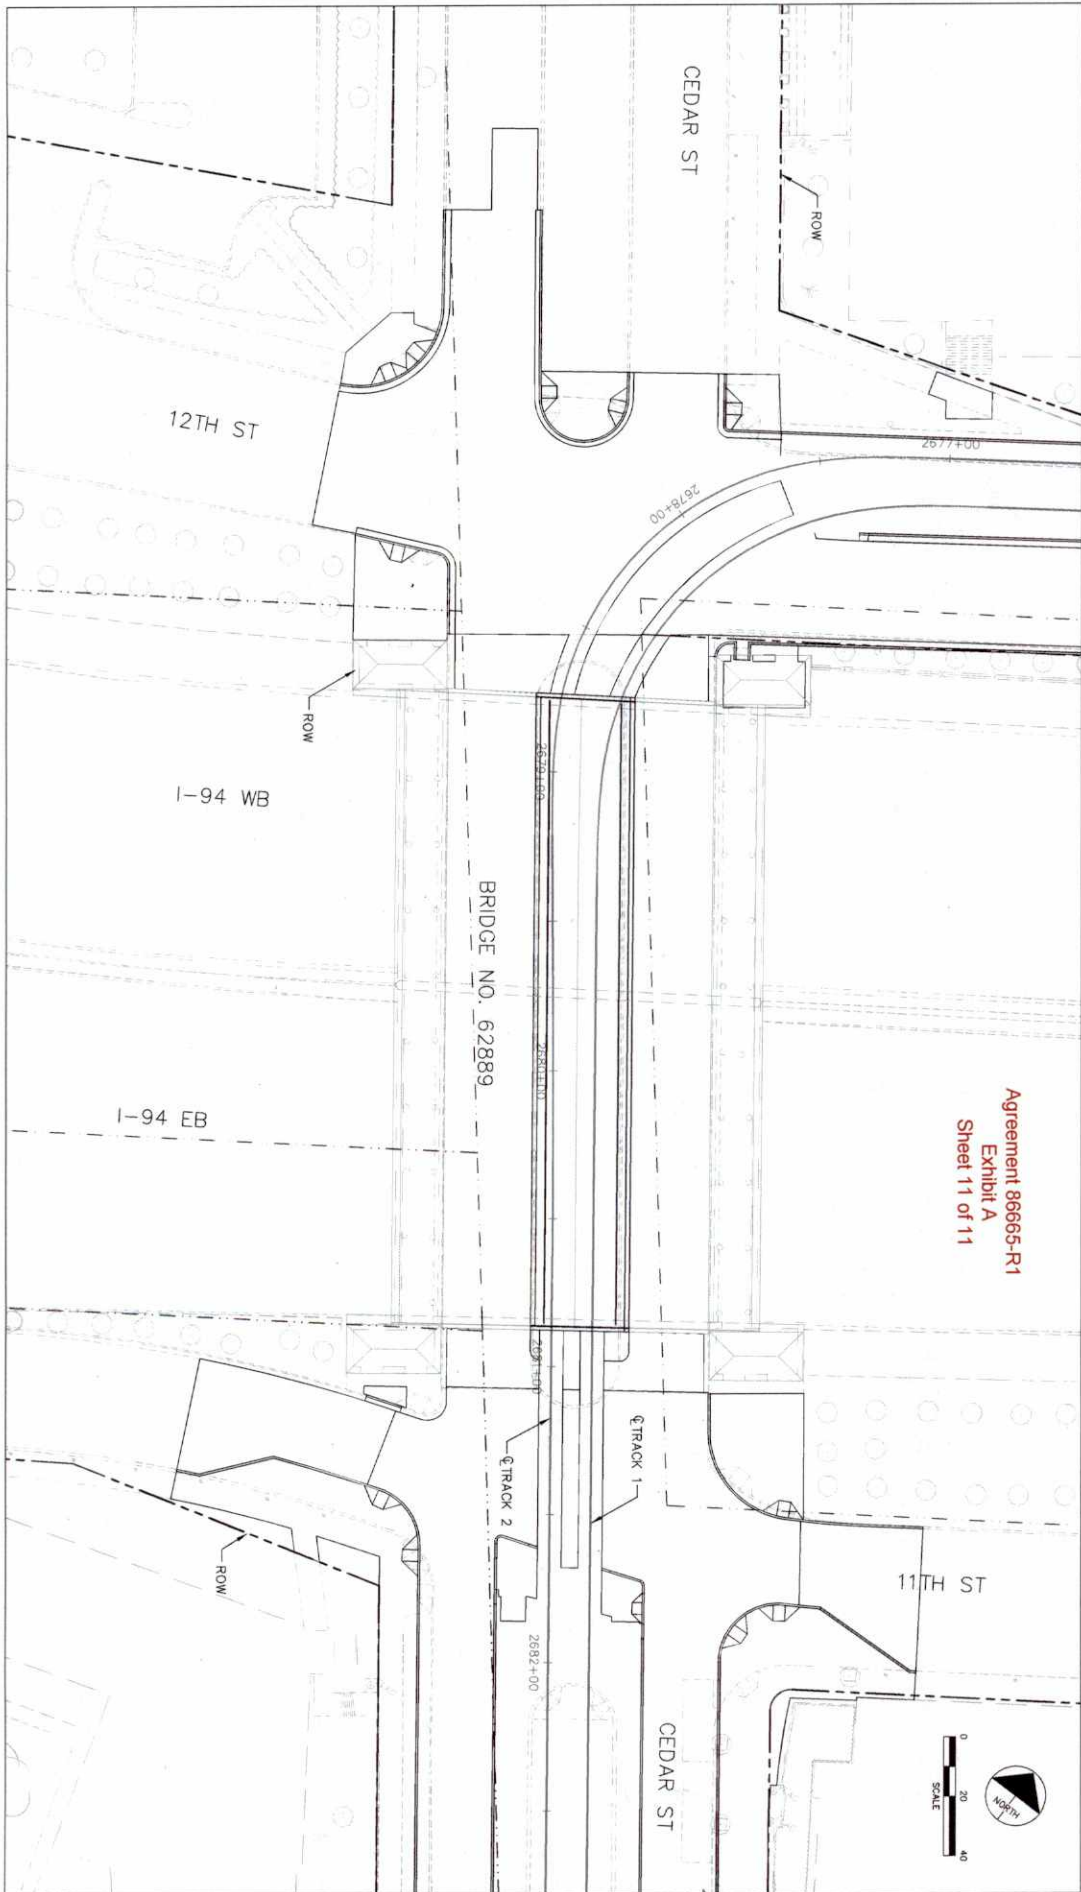 CEDAR ST
ROW
2677+00
12TH ST
2678+00
ROW
I-94 WB
2679+00
BRIDGE NO. 62889
2680+00
I-94 EB
Agreement 86665-R1
Exhibit A
Sheet 11 of 11
2681+00
℄ TRACK 1
℄ TRACK 2
ROW
11TH ST
2682+00
CEDAR ST
0 20 40
SCALE
NORTH